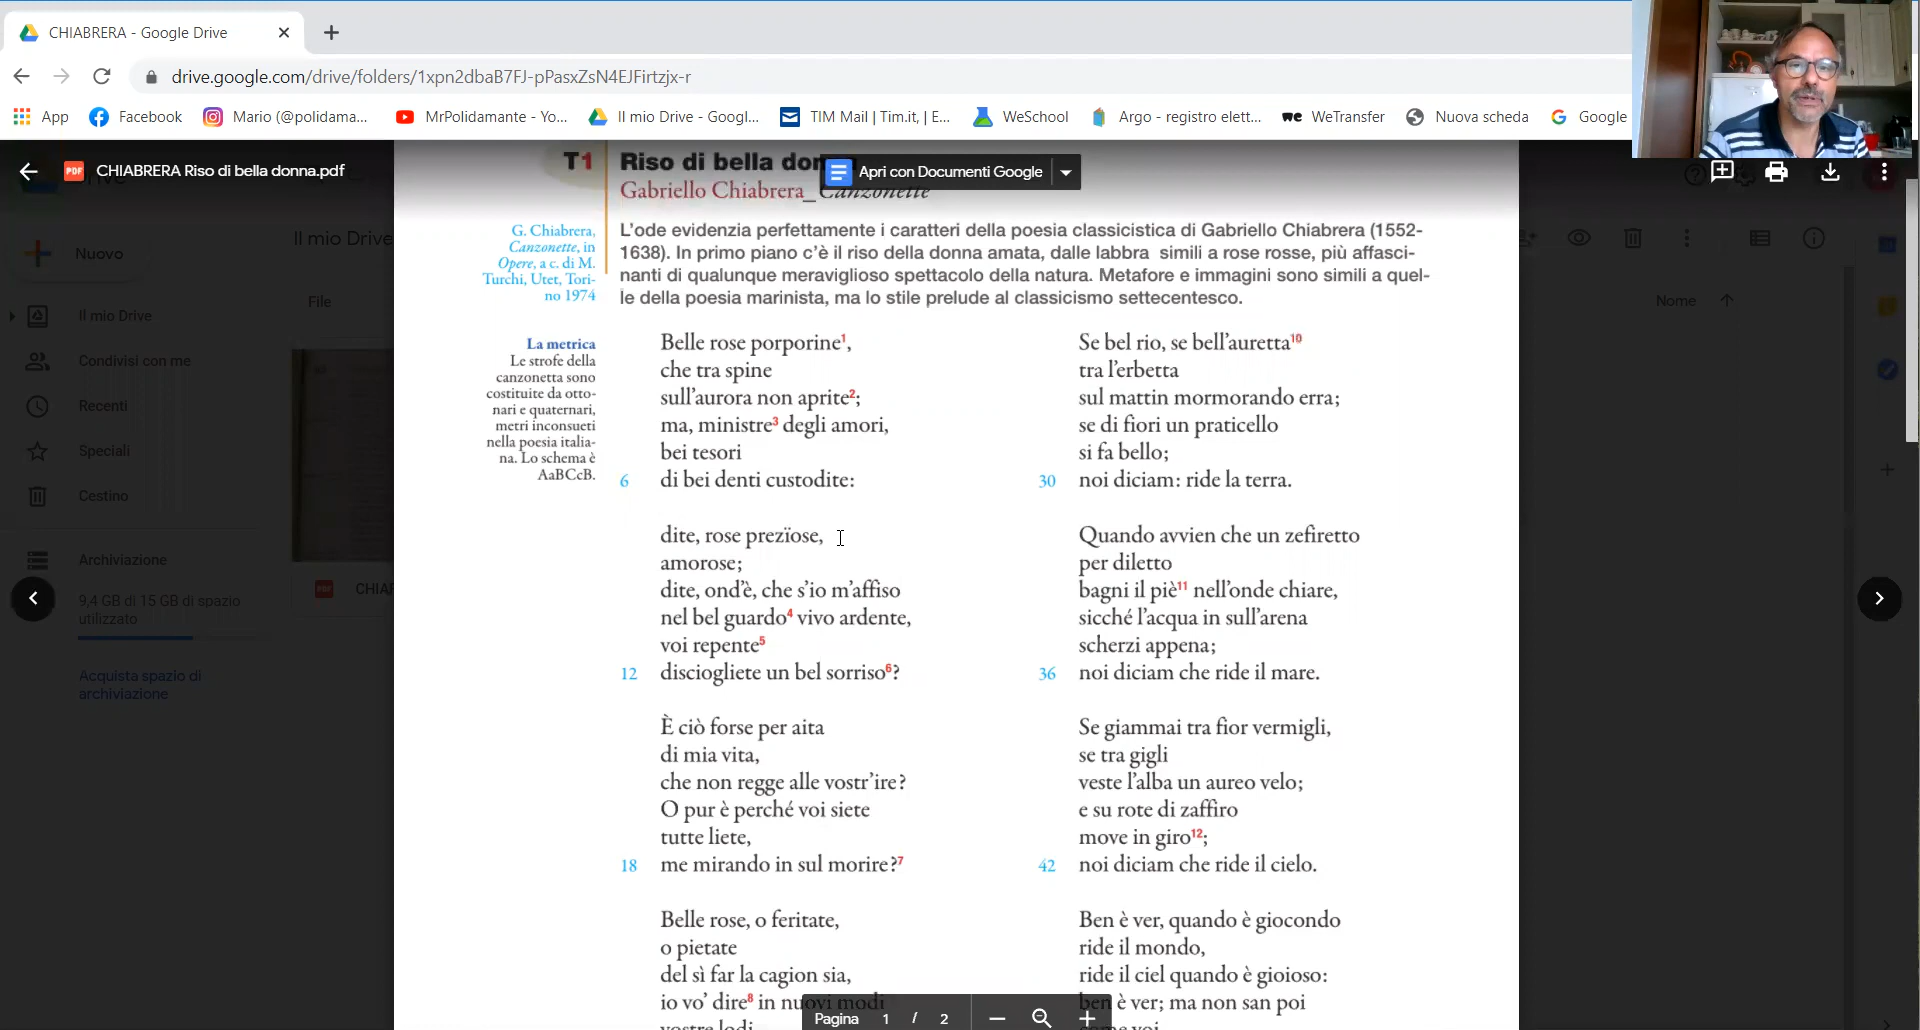 CHIABRERA - Google Drive
drive.google.com/drive/folders/1xpn2dbaB7FJ-pPasxZsN4EJFirtzjx-r
App Facebook Mario (@polidama... MrPolidamante - Yo... Il mio Drive - Googl... TIM Mail | Tim.it, | E... WeSchool Argo - registro elett... WeTransfer Nuova scheda Google
PDF CHIABRERA Riso di bella donna.pdf
Apri con Documenti Google
Nuovo
Il mio Drive
File
Nome
Il mio Drive
Condivisi con me
Recenti
Speciali
Cestino
Archiviazione
9,4 GB di 15 GB di spazio
utilizzato
Acquista spazio di
archiviazione
PDF CHIAB
T1 Riso di bella don
Gabriello Chiabrera_Canzonette
G. Chiabrera,
Canzonette, in
Opere, a c. di M.
Turchi, Utet, Tori-
no 1974
L'ode evidenzia perfettamente i caratteri della poesia classicistica di Gabriello Chiabrera (1552-
1638). In primo piano c'è il riso della donna amata, dalle labbra simili a rose rosse, più affasci-
nanti di qualunque meraviglioso spettacolo della natura. Metafore e immagini sono simili a quel-
le della poesia marinista, ma lo stile prelude al classicismo settecentesco.
La metrica
Le strofe della
canzonetta sono
costituite da otto-
nari e quaternari,
metri inconsueti
nella poesia italia-
na. Lo schema è
AaBCcB.
Belle rose porporine1,
che tra spine
sull'aurora non aprite2;
ma, ministre3 degli amori,
bei tesori
6 di bei denti custodite:
dite, rose prezïose,
amorose;
dite, ond'è, che s'io m'affiso
nel bel guardo4 vivo ardente,
voi repente5
12 disciogliete un bel sorriso6?
È ciò forse per aita
di mia vita,
che non regge alle vostr'ire?
O pur è perché voi siete
tutte liete,
18 me mirando in sul morire?7
Belle rose, o feritate,
o pietate
del sì far la cagion sia,
io vo' dire8 in nuovi modi
vostre lodi
Se bel rio, se bell'auretta10
tra l'erbetta
sul mattin mormorando erra;
se di fiori un praticello
si fa bello;
30 noi diciam: ride la terra.
Quando avvien che un zefiretto
per diletto
bagni il piè11 nell'onde chiare,
sicché l'acqua in sull'arena
scherzi appena;
36 noi diciam che ride il mare.
Se giammai tra fior vermigli,
se tra gigli
veste l'alba un aureo velo;
e su rote di zaffiro
move in giro12;
42 noi diciam che ride il cielo.
Ben è ver, quando è giocondo
ride il mondo,
ride il ciel quando è gioioso:
ben è ver; ma non san poi
come voi
Pagina 1 / 2